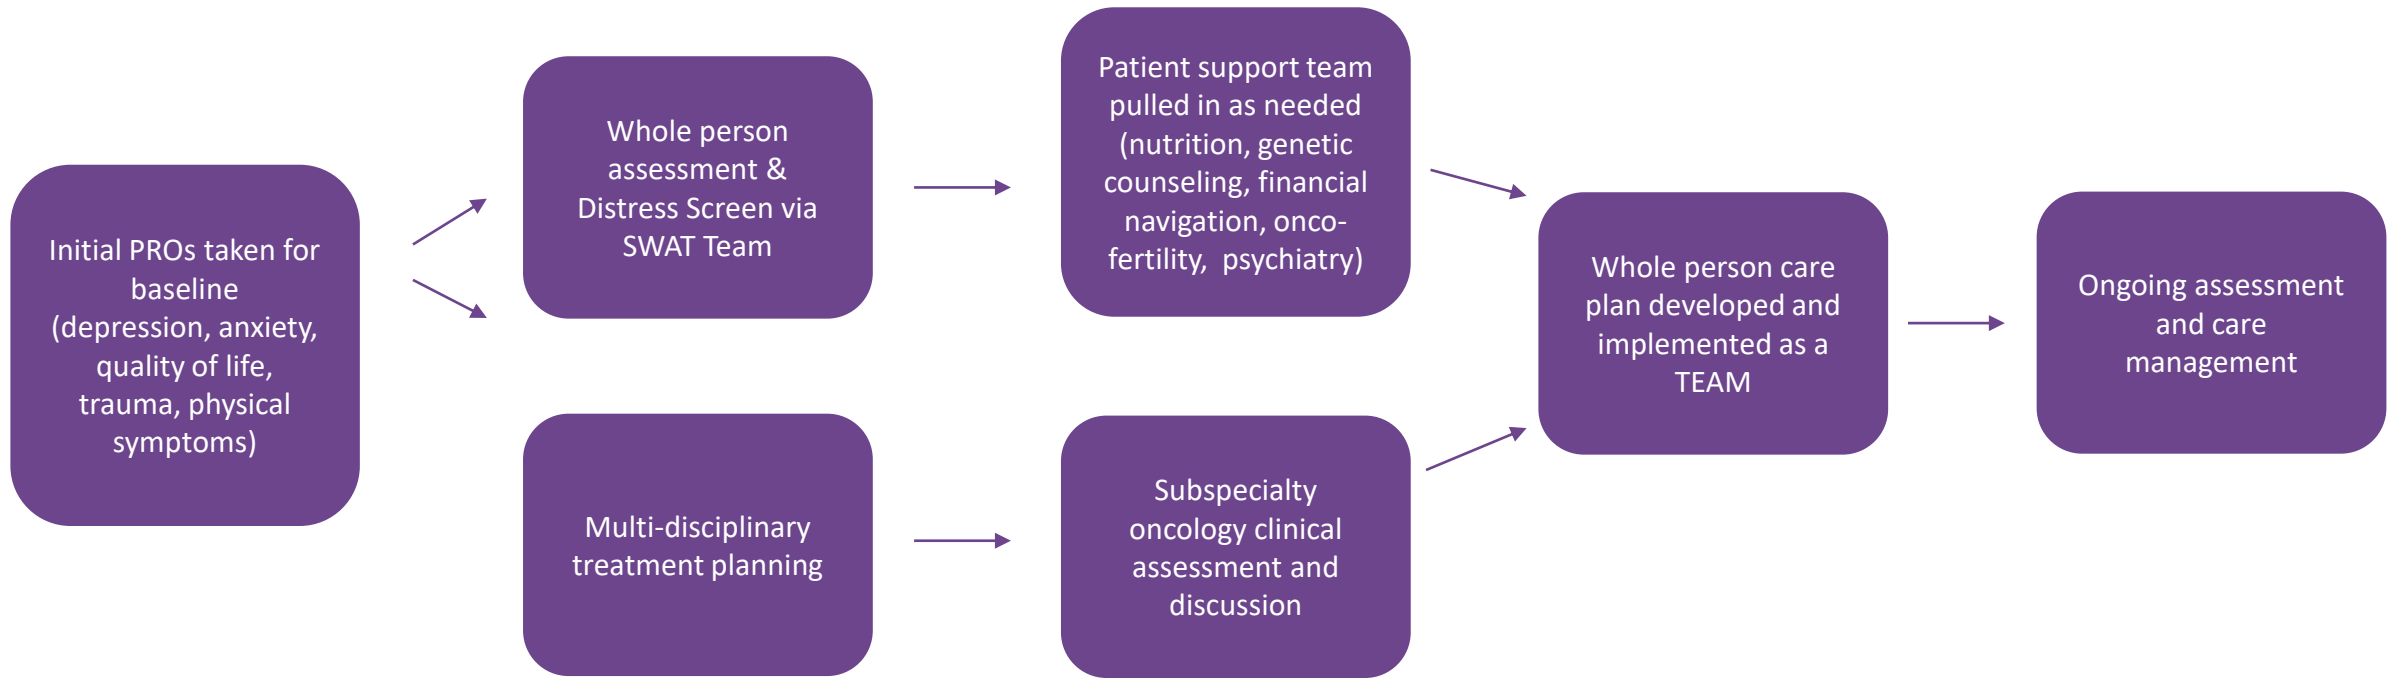 Initial PROs taken for
baseline
(depression, anxiety,
quality of life,
trauma, physical
symptoms)
Whole person
assessment &
Distress Screen via
SWAT Team
Multi-disciplinary
treatment planning
Patient support team
pulled in as needed
(nutrition, genetic
counseling, financial
navigation, onco-
fertility,  psychiatry)
Subspecialty
oncology clinical
assessment and
discussion
Whole person care
plan developed and
implemented as a
TEAM
Ongoing assessment
and care
management